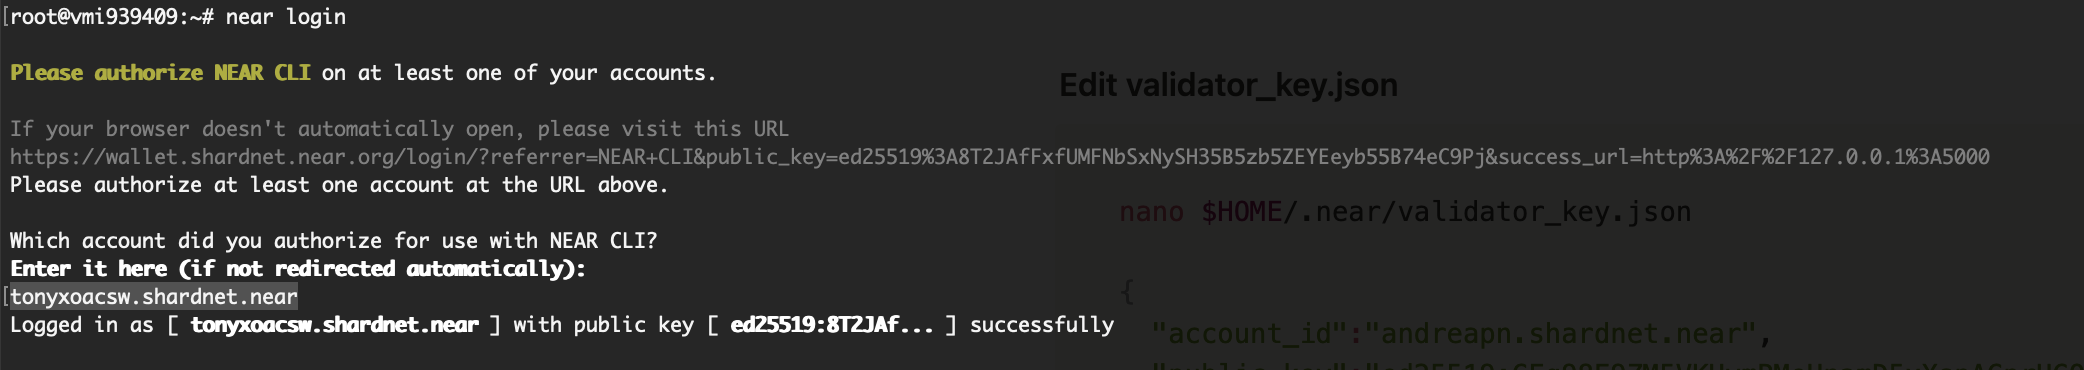 [root@vmi939409:~# near login
Please authorize NEAR CLI on at least one of your accounts.
Edit validator_key.json
If your browser doesn't automatically open, please visit this URL
https://wallet.shardnet.near.org/login/?referrer=NEAR+CLI&public_key=ed25519%3A8T2JAfFxfUMFNbSxNySH35B5zb5ZEYEeyb55B74eC9Pj&success_url=http%3A%2F%2F127.0.0.1%3A5000
Please authorize at least one account at the URL above.
nano $HOME/.near/validator_key.json
Which account did you authorize for use with NEAR CLI?
Enter it here (if not redirected automatically):
{
[tonyxoacsw.shardnet.near
Logged in as [ tonyxoacsw.shardnet.near ] with public key [ ed25519:8T2JAf... ] successfully
"account_id":"andreapn.shardnet.near",